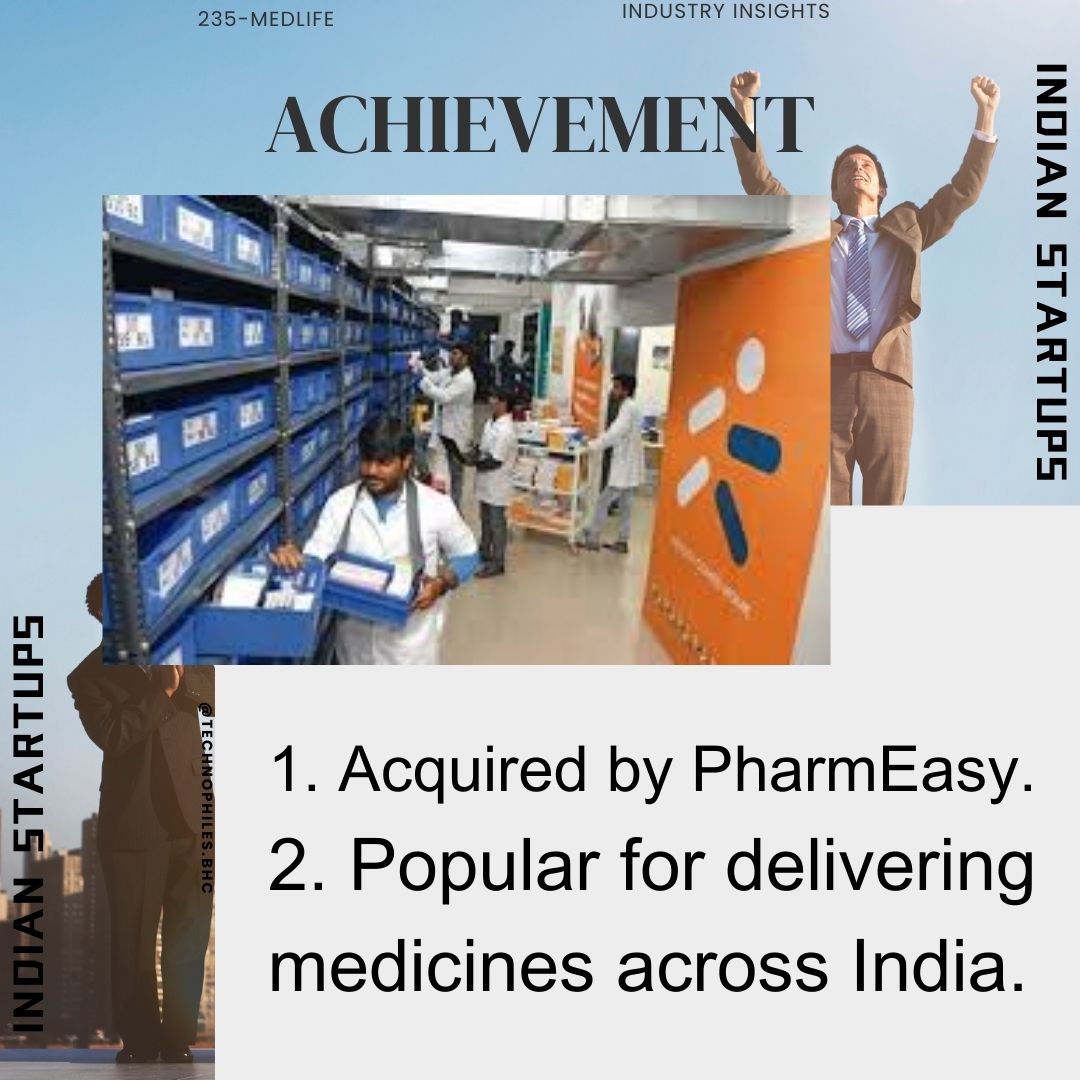 235-MEDLIFE
INDUSTRY INSIGHTS
ACHIEVEMENT
INDIAN STARTUPS
INDIAN STARTUPS
@TECHNOPHILES.BHC
1. Acquired by PharmEasy.
2. Popular for delivering
medicines across India.